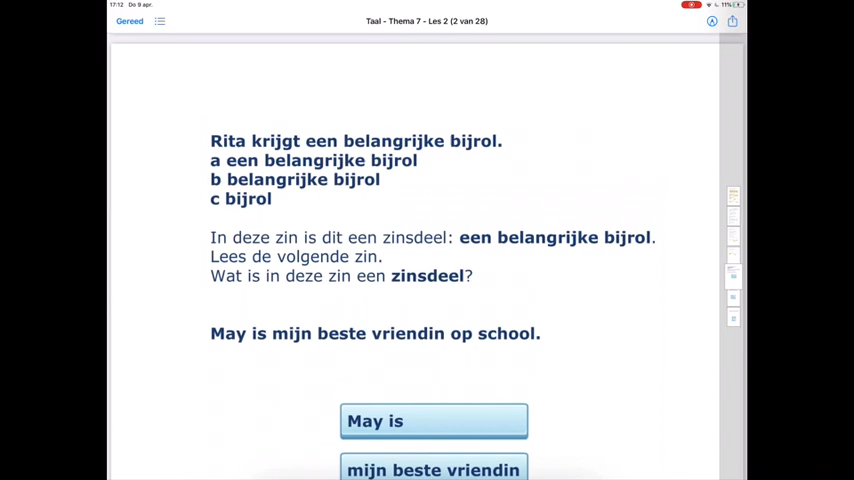 17:12 Do 9 apr. 11%
Gereed Taal - Thema 7 - Les 2 (2 van 28)
Rita krijgt een belangrijke bijrol.
a een belangrijke bijrol
b belangrijke bijrol
c bijrol
In deze zin is dit een zinsdeel: een belangrijke bijrol.
Lees de volgende zin.
Wat is in deze zin een zinsdeel?
May is mijn beste vriendin op school.
May is
mijn beste vriendin